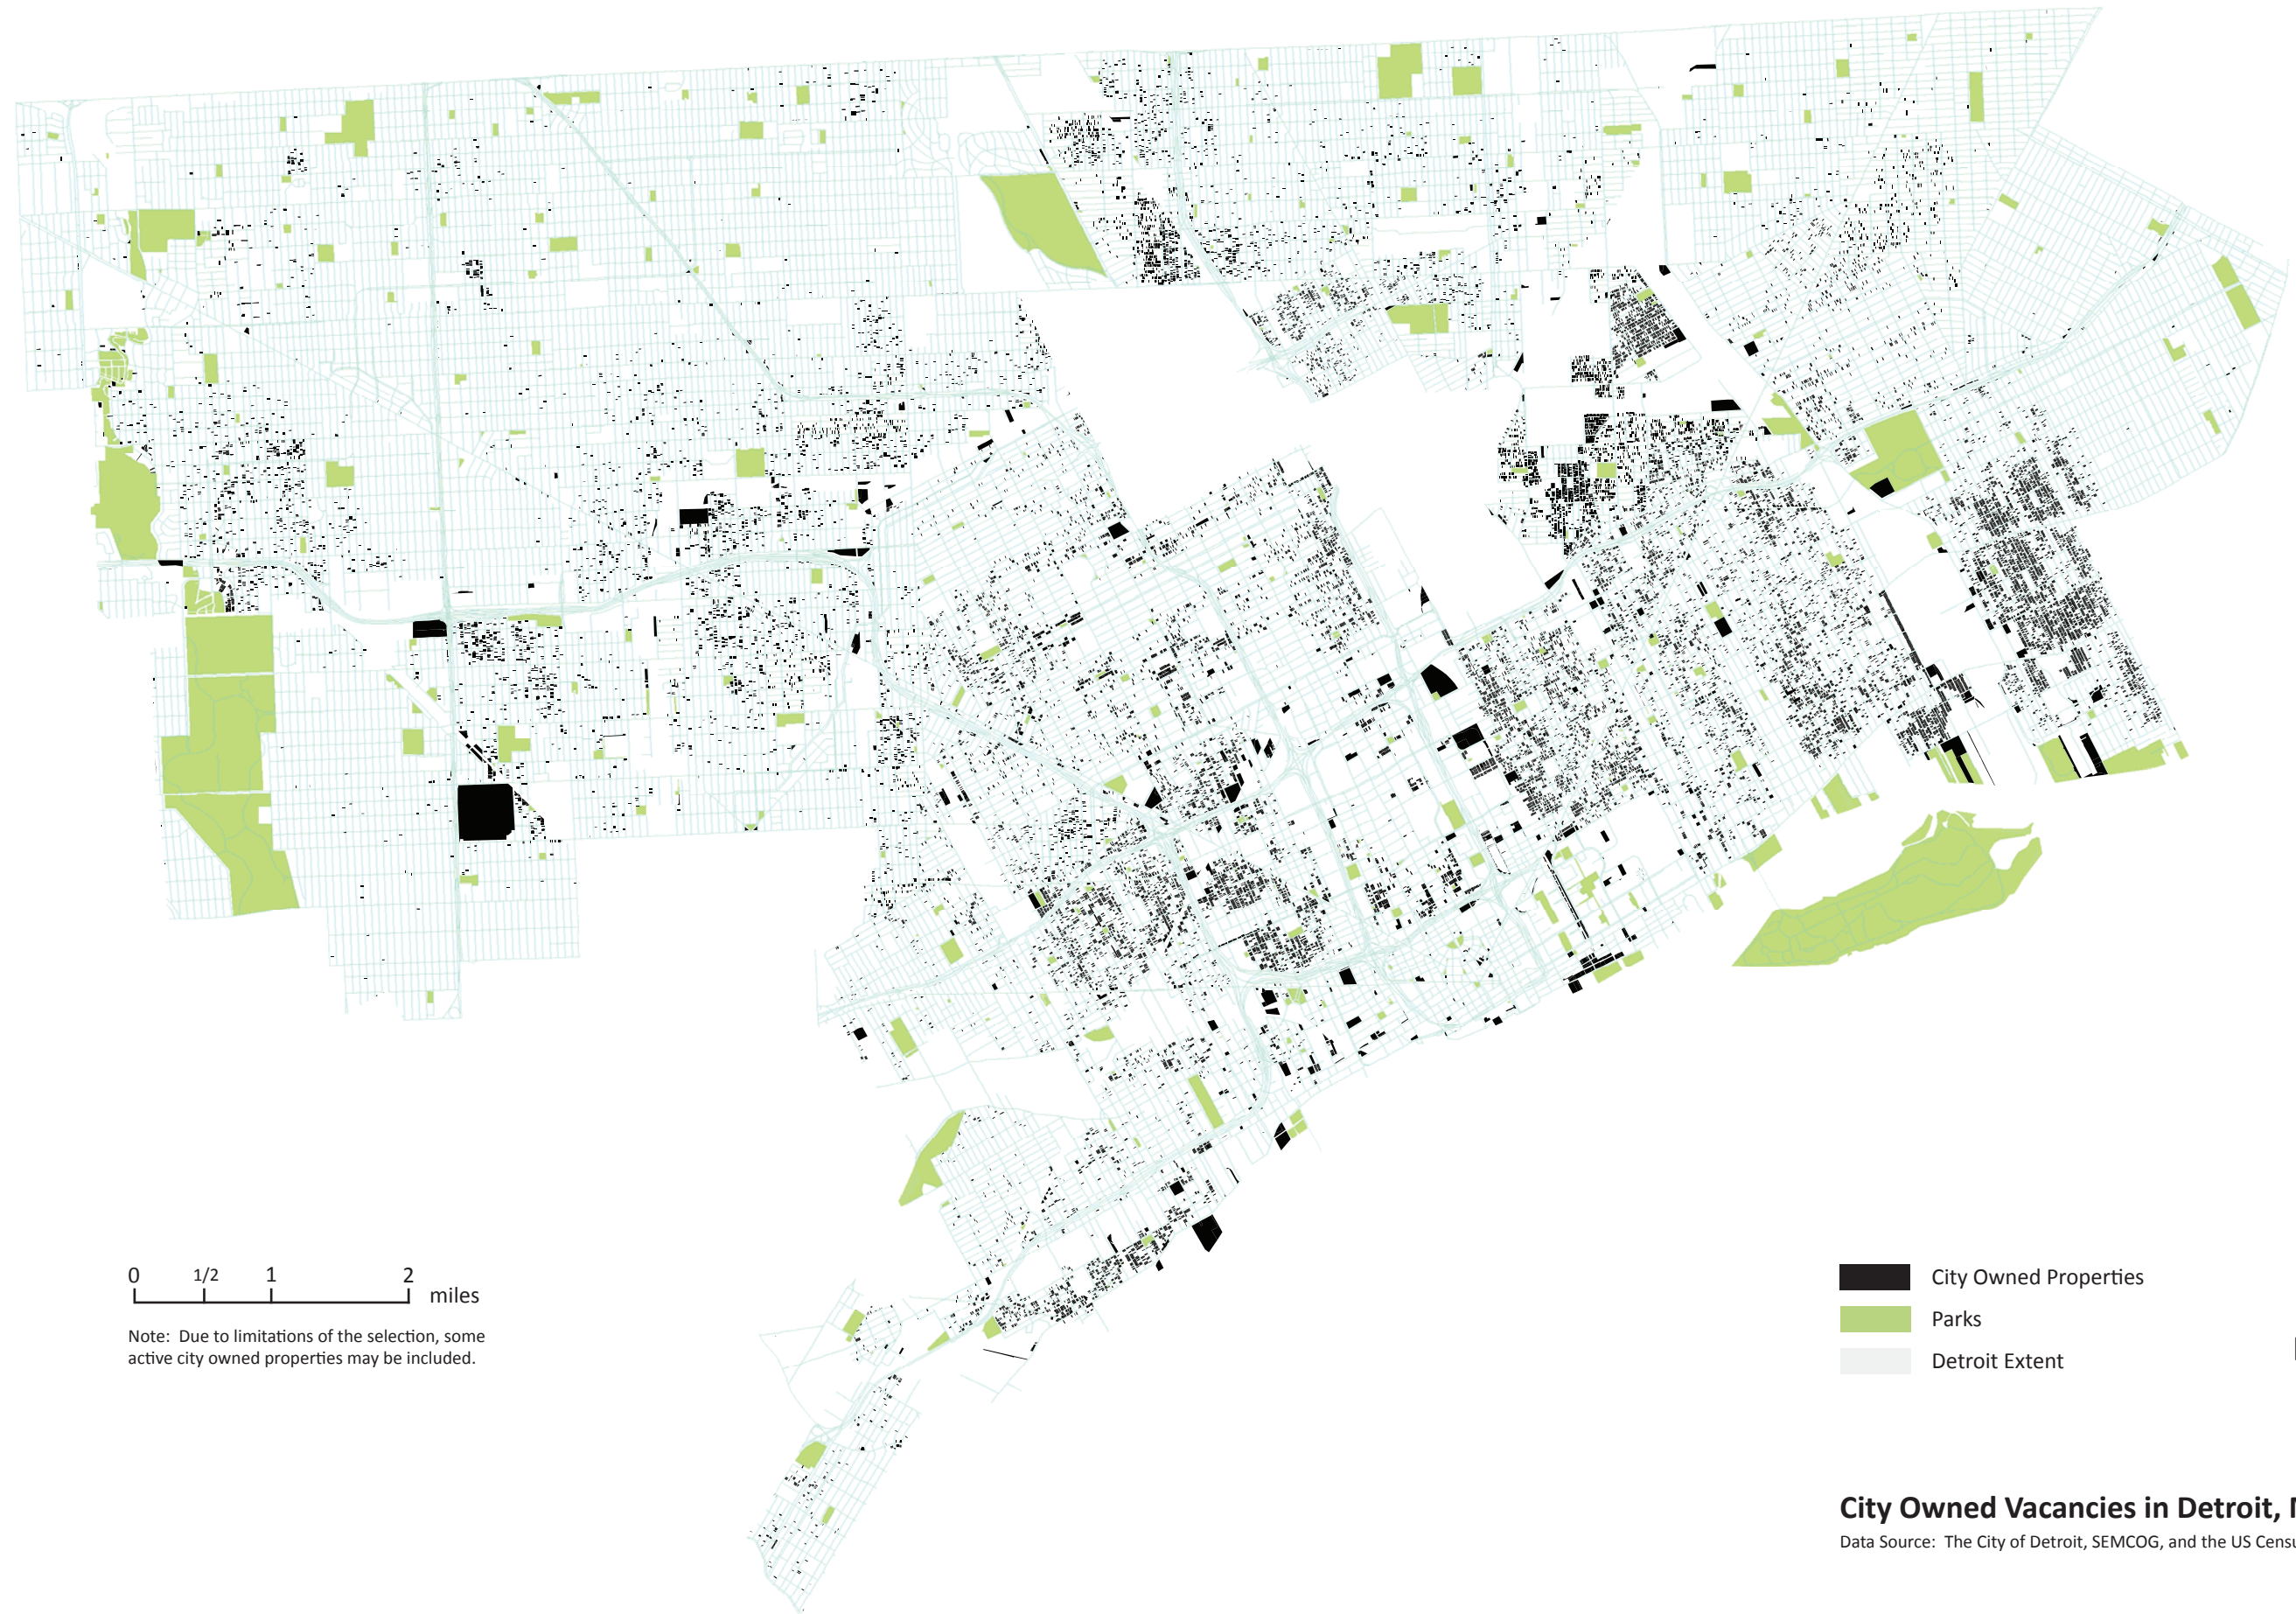 0 1/2 1 2
miles
Note: Due to limitations of the selection, some
active city owned properties may be included.
City Owned Properties
Parks
Detroit Extent
City Owned Vacancies in Detroit,
Data Source: The City of Detroit, SEMCOG, and the US